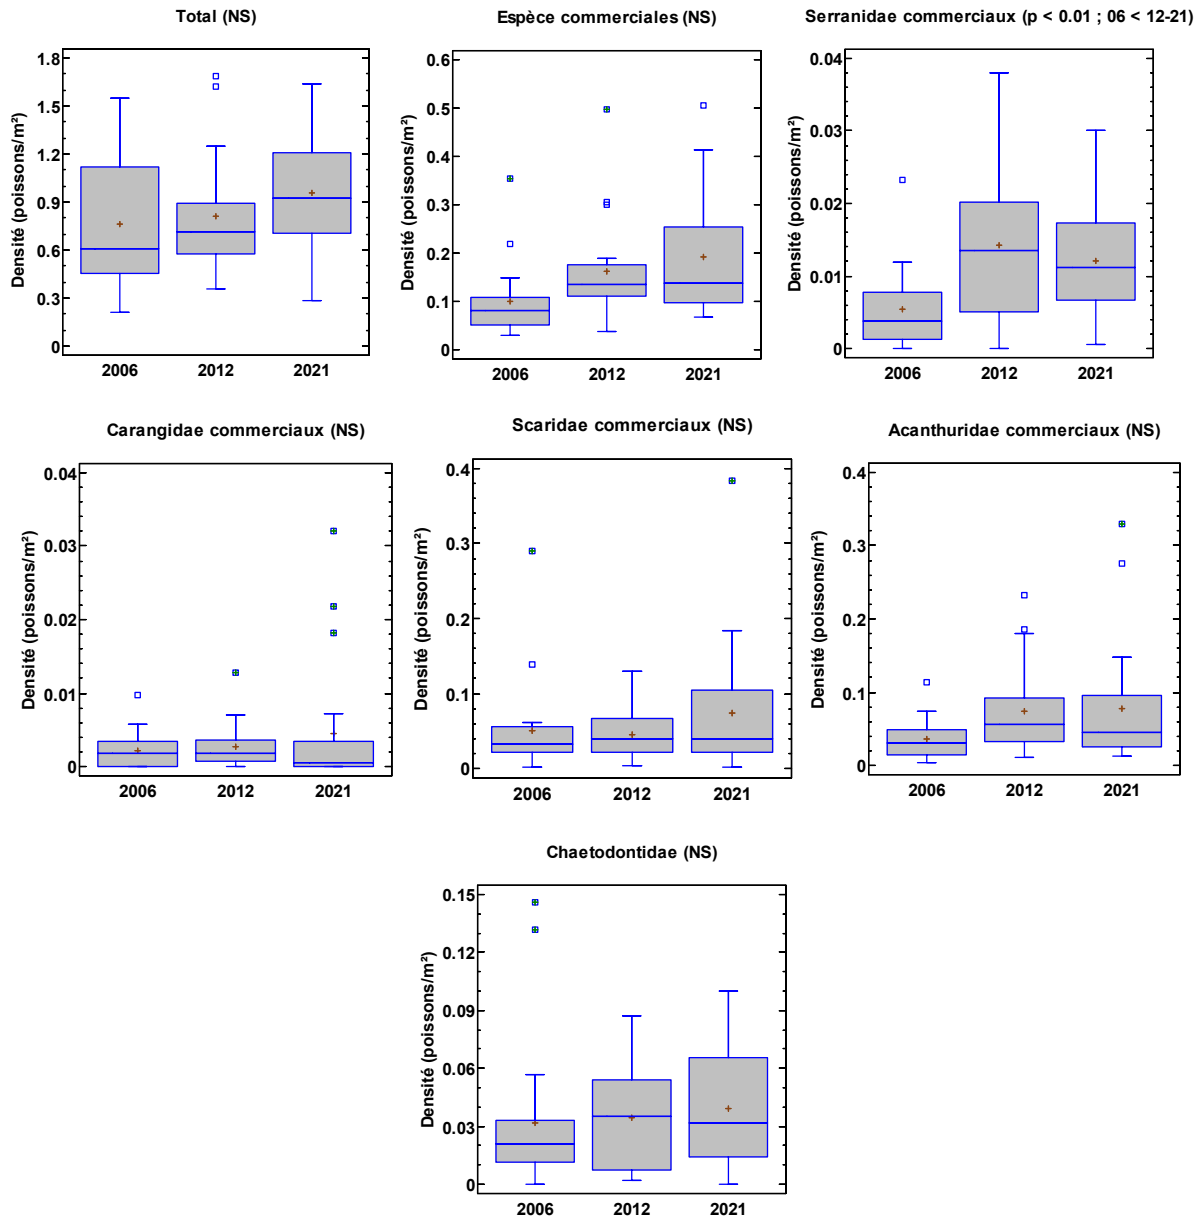 Total (NS)
Densité (poissons/m²)
1.8
1.5
1.2
0.9
0.6
0.3
0
2006 2012 2021
Espèce commerciales (NS)
Densité (poissons/m²)
0.6
0.5
0.4
0.3
0.2
0.1
0
2006 2012 2021
Serranidae commerciaux (p < 0.01 ; 06 < 12-21)
Densité (poissons/m²)
0.04
0.03
0.02
0.01
0
2006 2012 2021
Carangidae commerciaux (NS)
Densité (poissons/m²)
0.04
0.03
0.02
0.01
0
2006 2012 2021
Scaridae commerciaux (NS)
Densité (poissons/m²)
0.4
0.3
0.2
0.1
0
2006 2012 2021
Acanthuridae commerciaux (NS)
Densité (poissons/m²)
0.4
0.3
0.2
0.1
0
2006 2012 2021
Chaetodontidae (NS)
Densité (poissons/m²)
0.15
0.12
0.09
0.06
0.03
0
2006 2012 2021